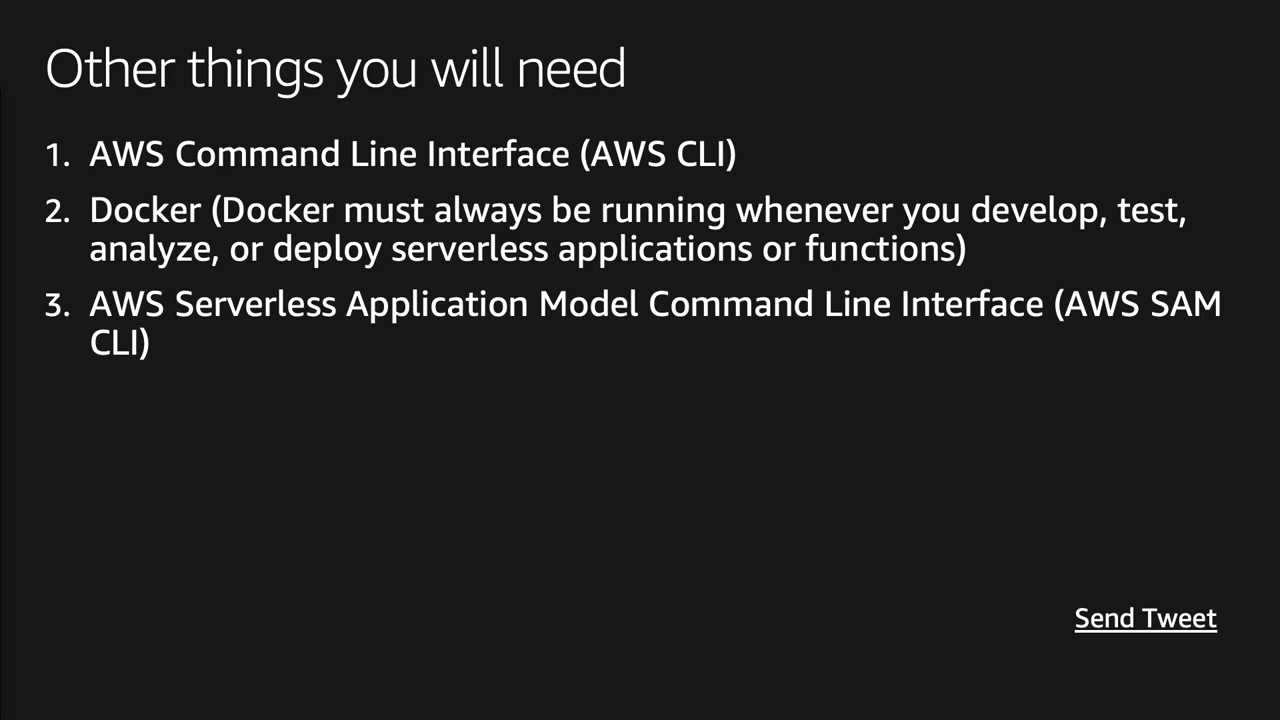 Other things you will need
1. AWS Command Line Interface (AWS CLI)
2. Docker (Docker must always be running whenever you develop, test,
analyze, or deploy serverless applications or functions)
3. AWS Serverless Application Model Command Line Interface (AWS SAM
CLI)
Send Tweet